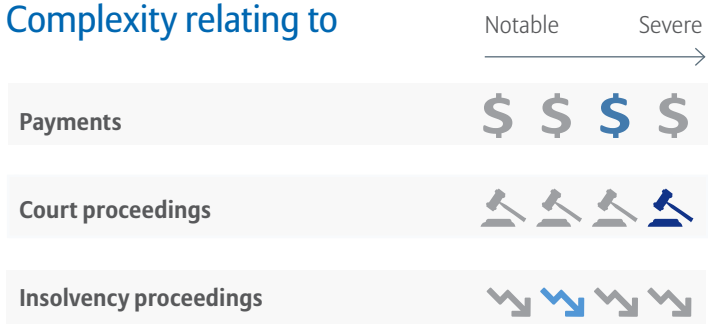 Complexity relating to
Notable Severe
Payments
$ $ $ $
Court proceedings
Insolvency proceedings